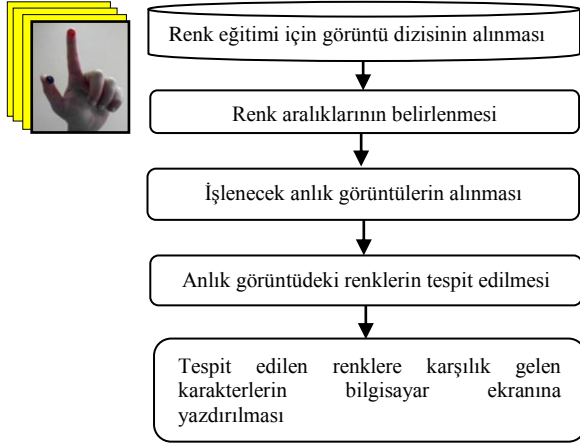 Renk eğitimi için görüntü dizisinin alınması
Renk aralıklarının belirlenmesi
İşlenecek anlık görüntülerin alınması
Anlık görüntüdeki renklerin tespit edilmesi
Tespit edilen renklere karşılık gelen
karakterlerin bilgisayar ekranına
yazdırılması